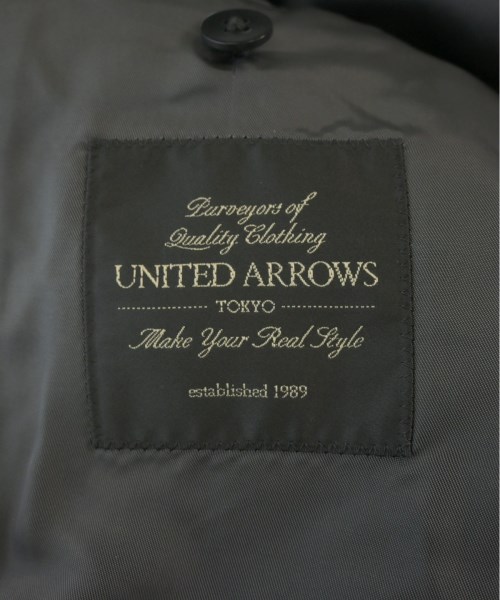 Purveyors of
Quality Clothing
UNITED ARROWS
TOKYO
Make Your Real Style
established 1989